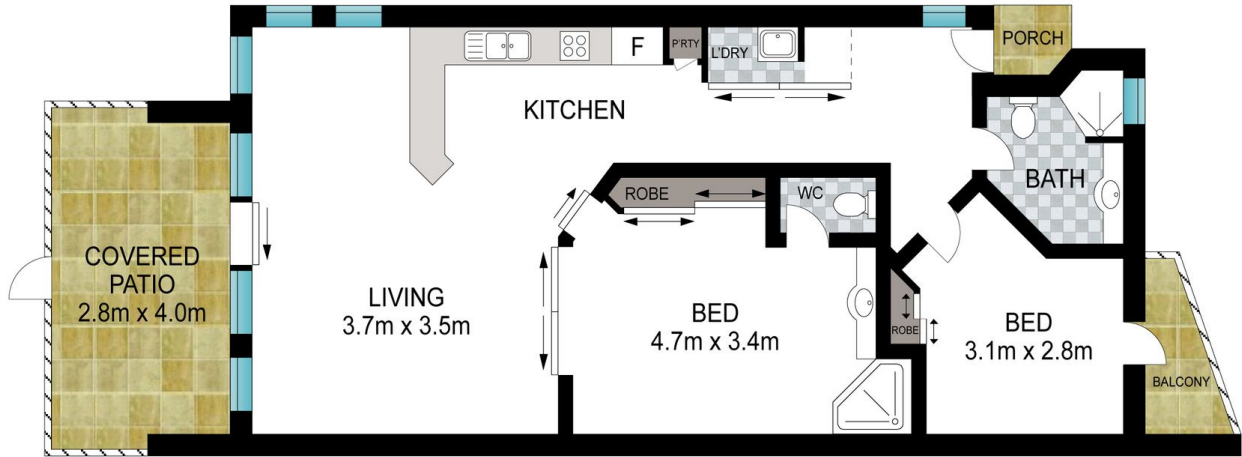 PORCH
F
P'RTY
L'DRY
KITCHEN
BATH
ROBE
WC
COVERED
PATIO
2.8m x 4.0m
LIVING
3.7m x 3.5m
BED
4.7m x 3.4m
ROBE
BED
3.1m x 2.8m
BALCONY